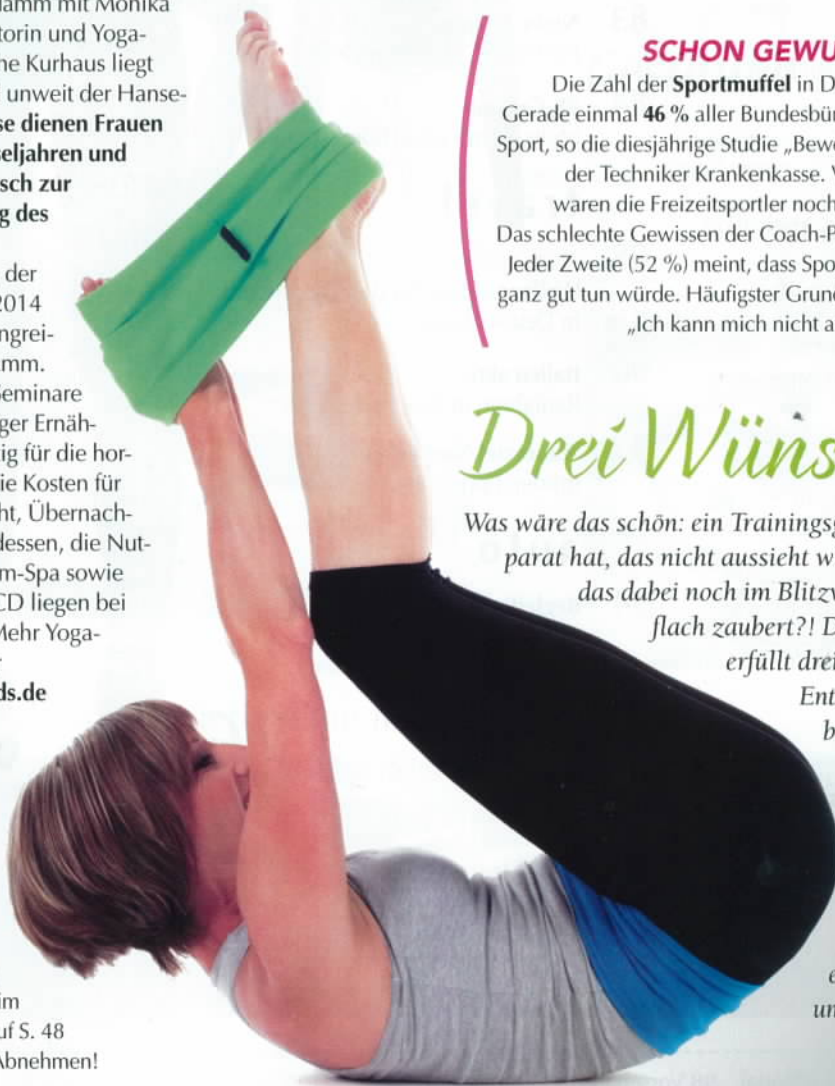 amm mit Monika
torin und Yoga-
ne Kurhaus liegt
unweit der Hanse-
se dienen Frauen
eljahren und
sch zur
g des
der
2014
ngrei-
mm.
eminare
ger Ernäh-
ig für die hor-
ie Kosten für
ht, Übernach-
dessen, die Nut-
m-Spa sowie
CD liegen bei
Mehr Yoga-
ds.de
im
uf S. 48
Abnehmen!
SCHON GEWU
Die Zahl der Sportmuffel in D
Gerade einmal 46 % aller Bundesbür
Sport, so die diesjährige Studie „Bewe
der Techniker Krankenkasse. V
waren die Freizeitsportler noch
Das schlechte Gewissen der Coach-P
Jeder Zweite (52 %) meint, dass Spo
ganz gut tun würde. Häufigster Grund
„Ich kann mich nicht a
Drei Wüns
Was wäre das schön: ein Trainingsg
parat hat, das nicht aussieht w
das dabei noch im Blitzv
flach zaubert?! D
erfüllt drei
Ent
b
e
un